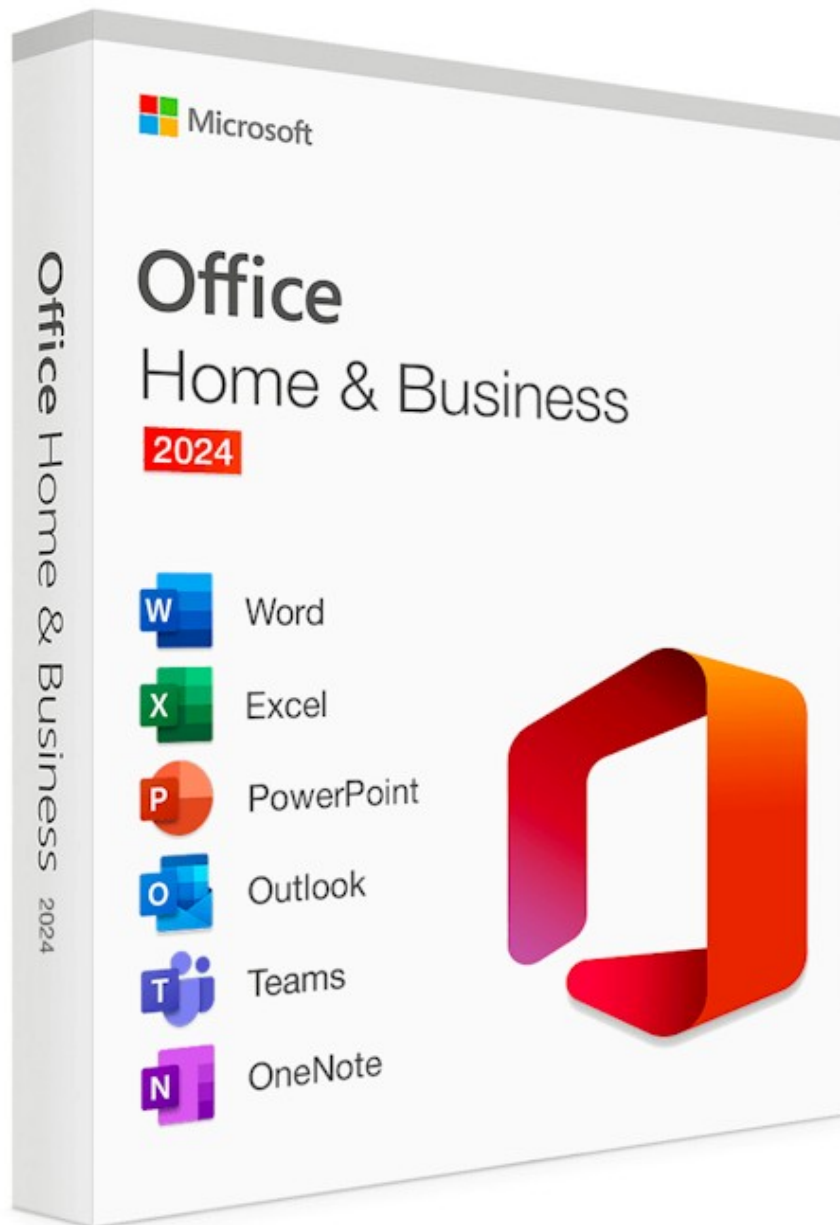 Microsoft
Office
Home & Business
2024
W Word
X Excel
P PowerPoint
O Outlook
T Teams
N OneNote
Office Home & Business 2024